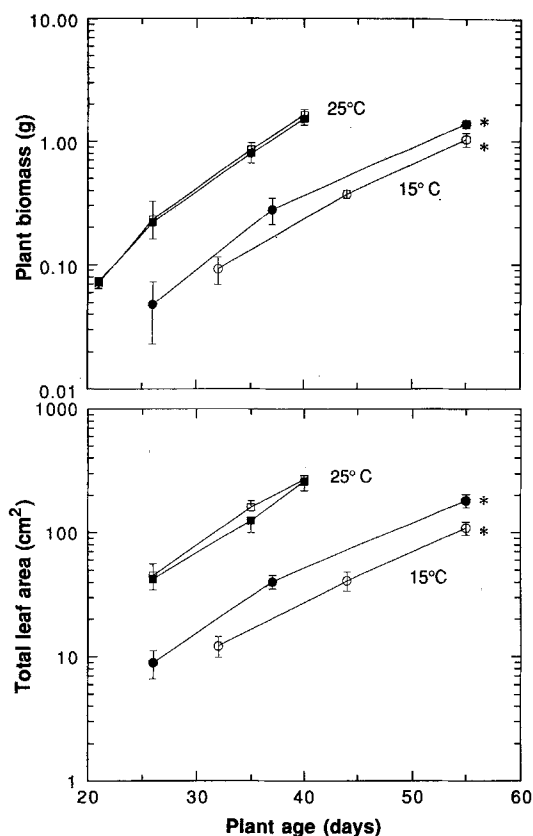 10.00
1.00
0.10
0.01
Plant biomass (g)
25°C
*
*
15°C
1000
100
10
1
Total leaf area (cm²)
25°C
*
*
15°C
20 30 40 50 60
Plant age (days)